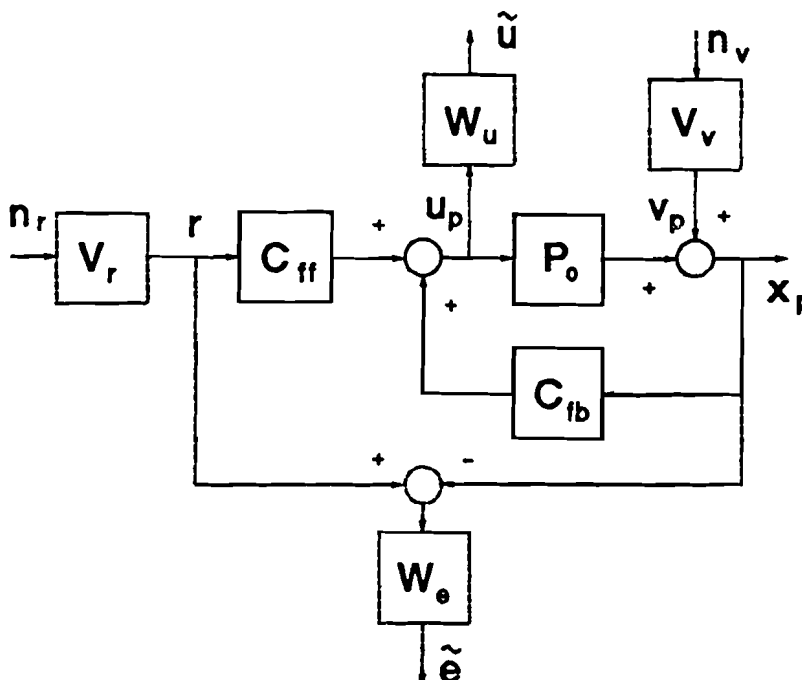 ũ
n_v
W_u
V_v
n_r
V_r
r
C_ff
+
u_p
P_o
v_p
+
+
x_p
+
C_fb
+
-
W_e
ẽ